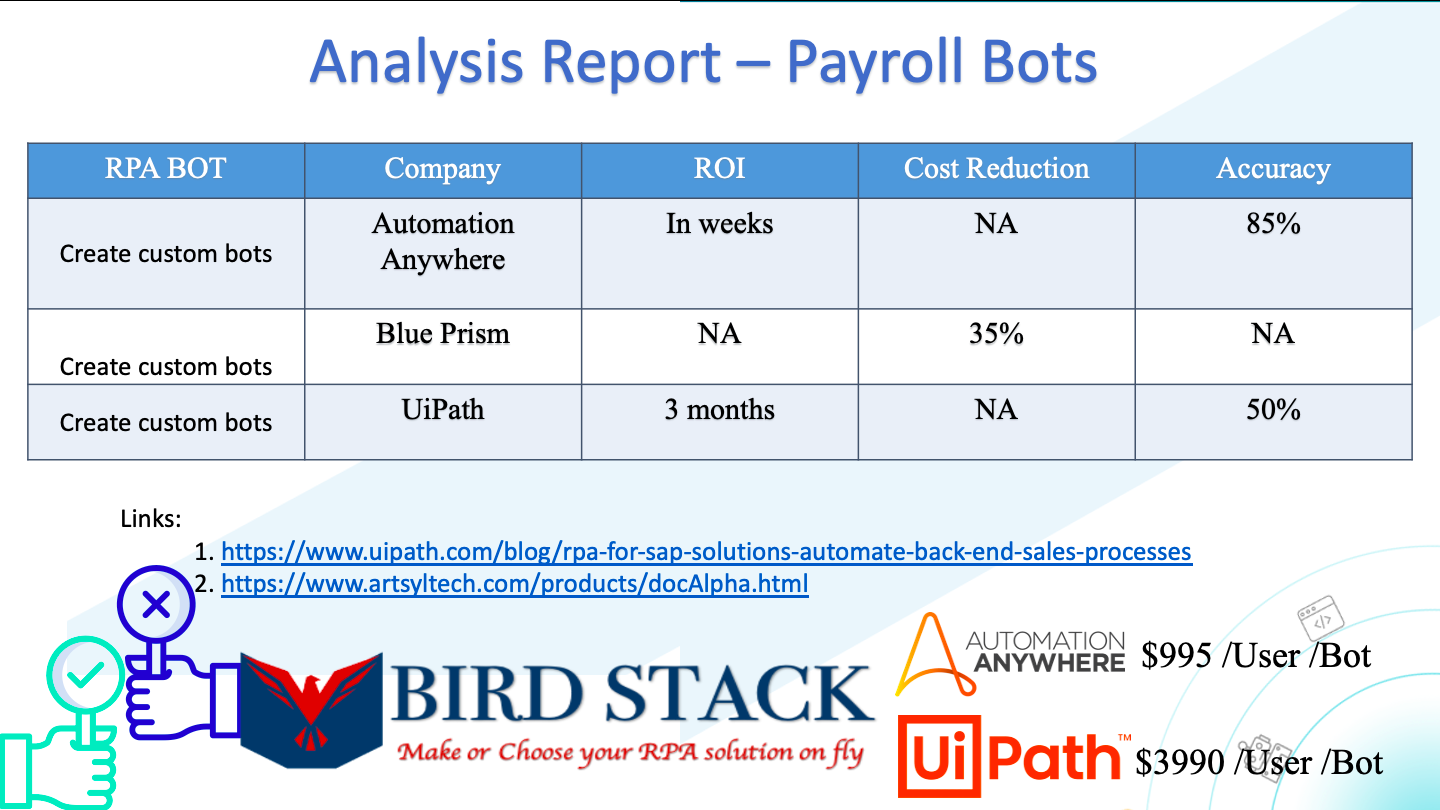 Analysis Report – Payroll Bots
RPA BOT Company ROI Cost Reduction Accuracy
Create custom bots Automation Anywhere In weeks NA 85%
Create custom bots Blue Prism NA 35% NA
Create custom bots UiPath 3 months NA 50%
Links:
1. https://www.uipath.com/blog/rpa-for-sap-solutions-automate-back-end-sales-processes
2. https://www.artsyltech.com/products/docAlpha.html
BIRD STACK
Make or Choose your RPA solution on fly
AUTOMATION
ANYWHERE
$995 /User /Bot
UiPath™
$3990 /User /Bot